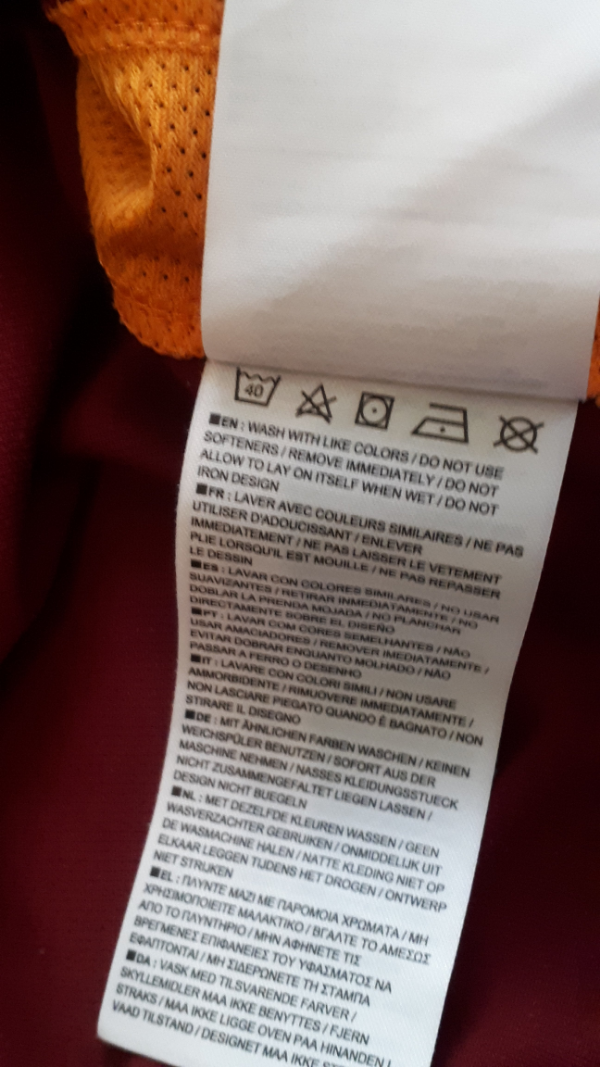 40
■EN : WASH WITH LIKE COLORS / DO NOT USE
SOFTENERS / REMOVE IMMEDIATELY / DO NOT
ALLOW TO LAY ON ITSELF WHEN WET / DO NOT
IRON DESIGN
■FR : LAVER AVEC COULEURS SIMILAIRES / NE PAS
UTILISER D'ADOUCISSANT / ENLEVER
IMMEDIATEMENT / NE PAS LAISSER LE VETEMENT
PLIE LORSQU'IL EST MOUILLE / NE PAS REPASSER
LE DESSIN
■ES : LAVAR CON COLORES SIMILARES / NO USAR
SUAVIZANTES / RETIRAR INMEDIATAMENTE / NO
DOBLAR LA PRENDA MOJADA / NO PLANCHAR
DIRECTAMENTE SOBRE EL DISEÑO
■PT : LAVAR COM CORES SEMELHANTES / NÃO
USAR AMACIADORES / REMOVER IMEDIATAMENTE /
EVITAR DOBRAR ENQUANTO MOLHADO / NÃO
PASSAR A FERRO O DESENHO
■IT : LAVARE CON COLORI SIMILI / NON USARE
AMMORBIDENTE / RIMUOVERE IMMEDIATAMENTE /
NON LASCIARE PIEGATO QUANDO È BAGNATO / NON
STIRARE IL DISEGNO
■DE : MIT ÄHNLICHEN FARBEN WASCHEN / KEINEN
WEICHSPÜLER BENUTZEN / SOFORT AUS DER
MASCHINE NEHMEN / NASSES KLEIDUNGSSTUECK
NICHT ZUSAMMENGEFALTET LIEGEN LASSEN /
DESIGN NICHT BUEGELN
■NL : MET DEZELFDE KLEUREN WASSEN / GEEN
WASVERZACHTER GEBRUIKEN / ONMIDDELIJK UIT
DE WASMACHINE HALEN / NATTE KLEDING NIET OP
ELKAAR LEGGEN TIJDENS HET DROGEN / ONTWERP
NIET STRIJKEN
■EL : ΠΛΥΝΤΕ ΜΑΖΙ ΜΕ ΠΑΡΟΜΟΙΑ ΧΡΩΜΑΤΑ / ΜΗ
ΧΡΗΣΙΜΟΠΟΙΕΙΤΕ ΜΑΛΑΚΤΙΚΟ / ΒΓΑΛΤΕ ΤΟ ΑΜΕΣΩΣ
ΑΠΟ ΤΟ ΠΛΥΝΤΗΡΙΟ / ΜΗΝ ΑΦΗΝΕΤΕ ΤΙΣ
ΒΡΕΓΜΕΝΕΣ ΕΠΙΦΑΝΕΙΕΣ ΤΟΥ ΥΦΑΣΜΑΤΟΣ ΝΑ
ΕΦΑΠΤΟΝΤΑΙ / ΜΗ ΣΙΔΕΡΩΝΕΤΕ ΤΗ ΣΤΑΜΠΑ
■DA : VASK MED TILSVARENDE FARVER /
SKYLLEMIDLER MAA IKKE BENYTTES / FJERN
STRAKS / MAA IKKE LIGGE OVEN PAA HINANDEN I
VAAD TILSTAND / DESIGNET MAA IKKE